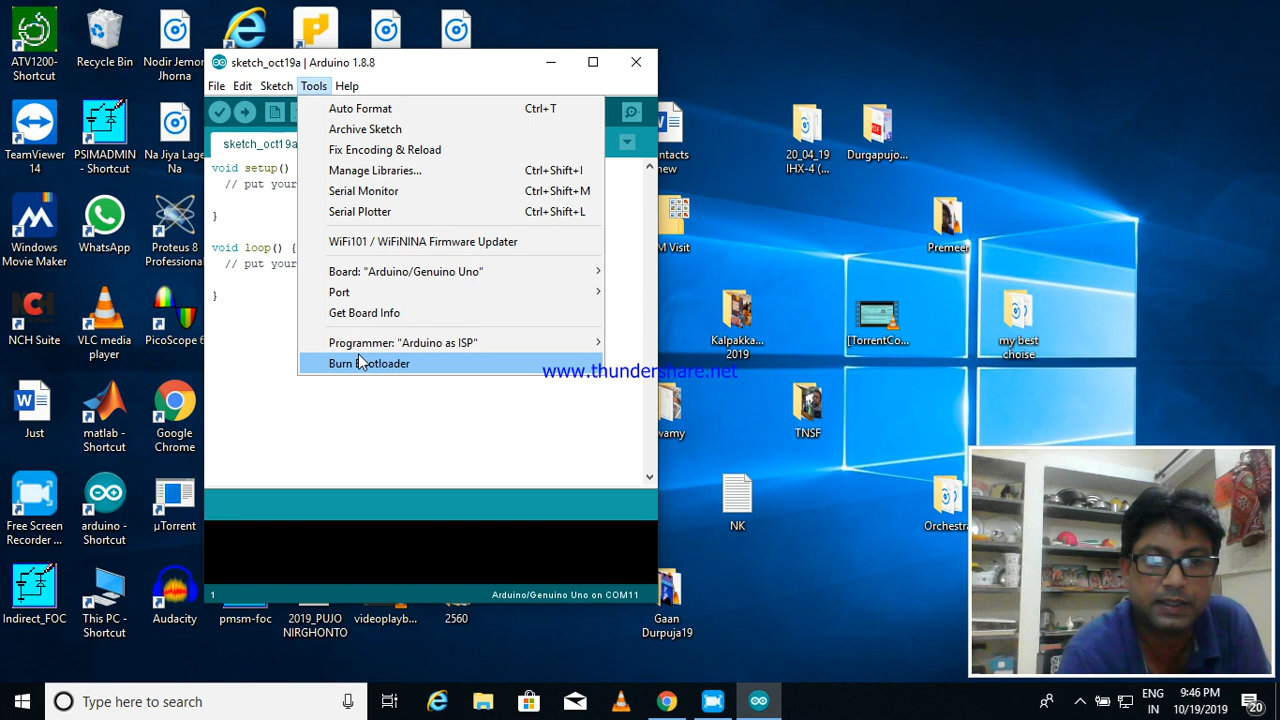 ATV1200-
Shortcut
Recycle Bin
Nodir Jemon
Jhorna
sketch_oct19a | Arduino 1.8.8
File Edit Sketch Tools Help
sketch_oct19a
void setup()
// put your
}
void loop() {
// put your
}
Auto Format Ctrl+T
Archive Sketch
Fix Encoding & Reload
Manage Libraries... Ctrl+Shift+I
Serial Monitor Ctrl+Shift+M
Serial Plotter Ctrl+Shift+L
WiFi101 / WiFiNINA Firmware Updater
Board: "Arduino/Genuino Uno"
Port
Get Board Info
Programmer: "Arduino as ISP"
Burn Bootloader
www.thundershare.net
1
Arduino/Genuino Uno on COM11
TeamViewer
14
PSIMADMIN
- Shortcut
Na Jiya Lage
Na
Windows
Movie Maker
WhatsApp
Proteus 8
Professional
NCH Suite
VLC media
player
PicoScope 6
Just
matlab -
Shortcut
Google
Chrome
Free Screen
Recorder ...
arduino -
Shortcut
µTorrent
Indirect_FOC
This PC -
Shortcut
Audacity
pmsm-foc
2019_PUJO
NIRGHONTO
videoplayb...
2560
Gaan
Durpuja19
20_04_19
IHX-4 (...
Durgapujo...
Premeer
Kalpakka...
2019
[TorrentCo...
my best
choise
TNSF
NK
Orchestra
Type here to search
ENG
IN
9:46 PM
10/19/2019
20